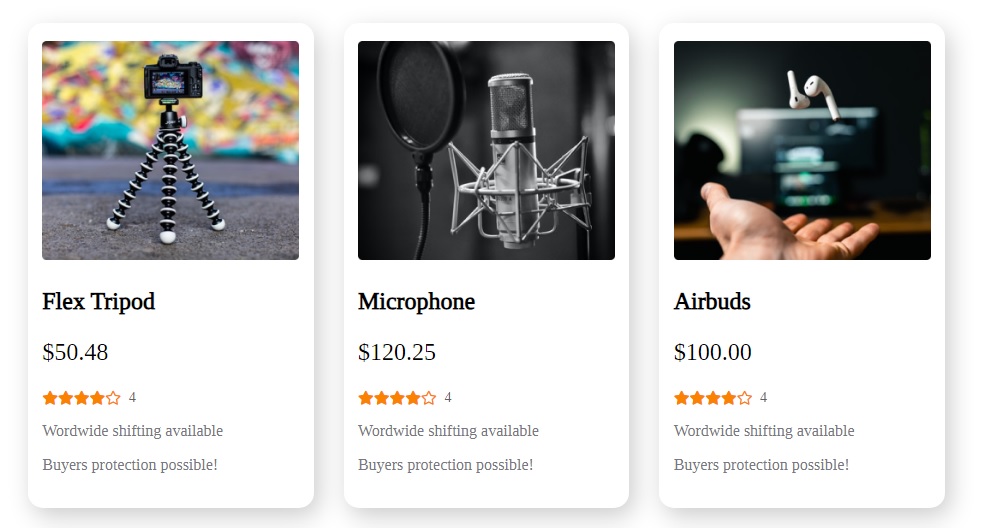 Flex Tripod
$50.48
4
Wordwide shifting available
Buyers protection possible!
Microphone
$120.25
4
Wordwide shifting available
Buyers protection possible!
Airbuds
$100.00
4
Wordwide shifting available
Buyers protection possible!